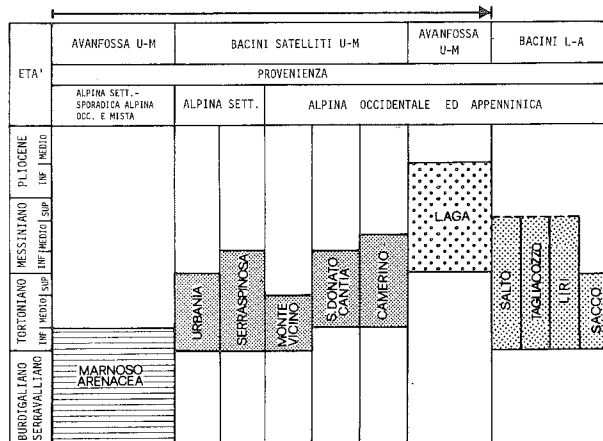 AVANFOSSA U-M
BACINI SATELLITI U-M
AVANFOSSA
U-M
BACINI L-A
ETA'
PROVENIENZA
ALPINA SETT.-
SPORADICA ALPINA
OCC. E MISTA
ALPINA SETT.
ALPINA OCCIDENTALE ED APPENNINICA
PLIOCENE
MEDIO
INF
MESSINIANO
SUP
MEDIO
INF
TORTONIANO
SUP
MEDIO
INF
BURDIGALIANO
SERRAVALLIANO
MARNOSO
ARENACEA
URBANIA
SERRASPINOSA
MONTE
VICINO
S.DONATO
CANTIA
CAMERINO
LAGA
SALTO
TAGLIACOZZO
LIRI
SACCO